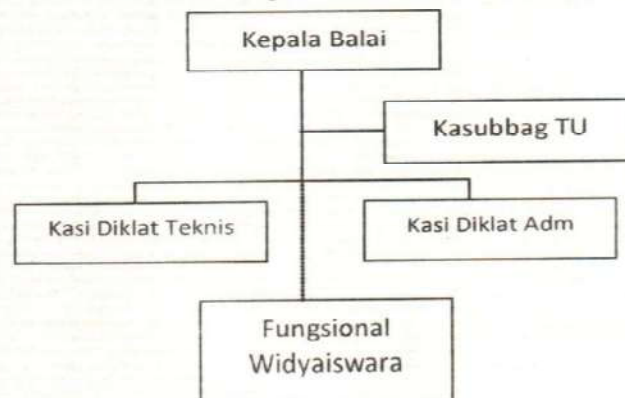 Kepala Balai
Kasubbag TU
Kasi Diklat Teknis
Kasi Diklat Adm
Fungsional
Widyaiswara